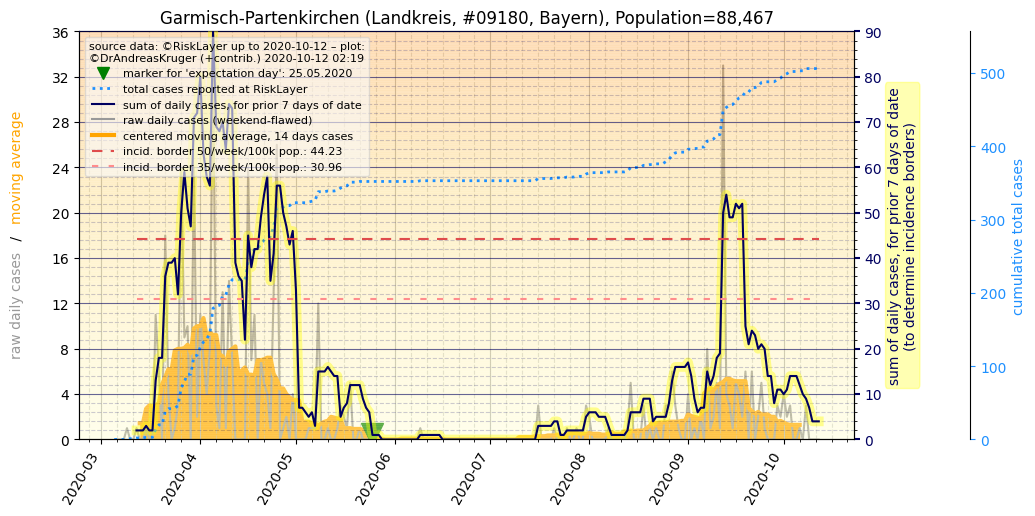 Garmisch-Partenkirchen (Landkreis, #09180, Bayern), Population=88,467
source data: ©RiskLayer up to 2020-10-12 – plot:
©DrAndreasKruger (+contrib.) 2020-10-12 02:19
marker for 'expectation day': 25.05.2020
total cases reported at RiskLayer
sum of daily cases, for prior 7 days of date
raw daily cases (weekend-flawed)
centered moving average, 14 days cases
incid. border 50/week/100k pop.: 44.23
incid. border 35/week/100k pop.: 30.96
raw daily cases / moving average
36
32
28
24
20
16
12
8
4
0
90
80
70
60
50
40
30
20
10
0
sum of daily cases, for prior 7 days of date
(to determine incidence borders)
500
400
300
200
100
0
cumulative total cases
2020-03
2020-04
2020-05
2020-06
2020-07
2020-08
2020-09
2020-10